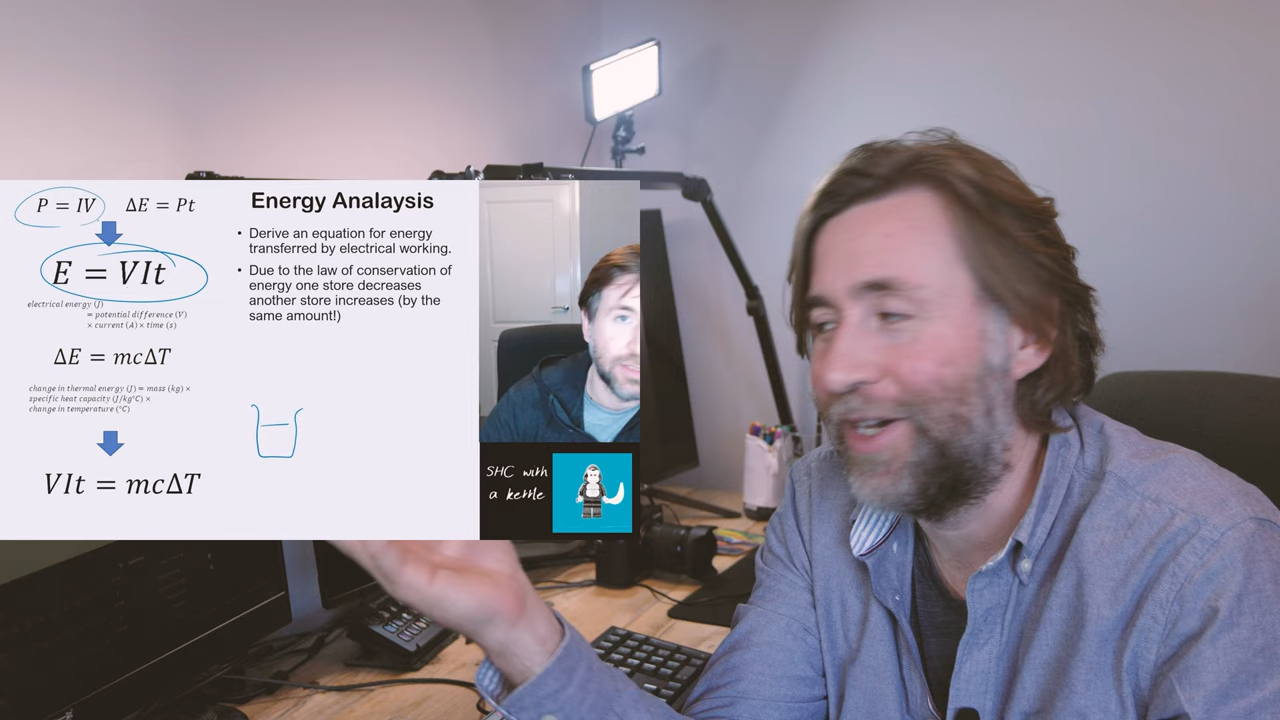 P = IV ΔE = Pt
E = VIt
electrical energy (J)
= potential difference (V)
× current (A) × time (s)
ΔE = mcΔT
change in thermal energy (J) = mass (kg) ×
specific heat capacity (J/kg°C) ×
change in temperature (°C)
VIt = mcΔT
Energy Analaysis
• Derive an equation for energy
transferred by electrical working.
• Due to the law of conservation of
energy one store decreases
another store increases (by the
same amount!)
SHC with
a kettle